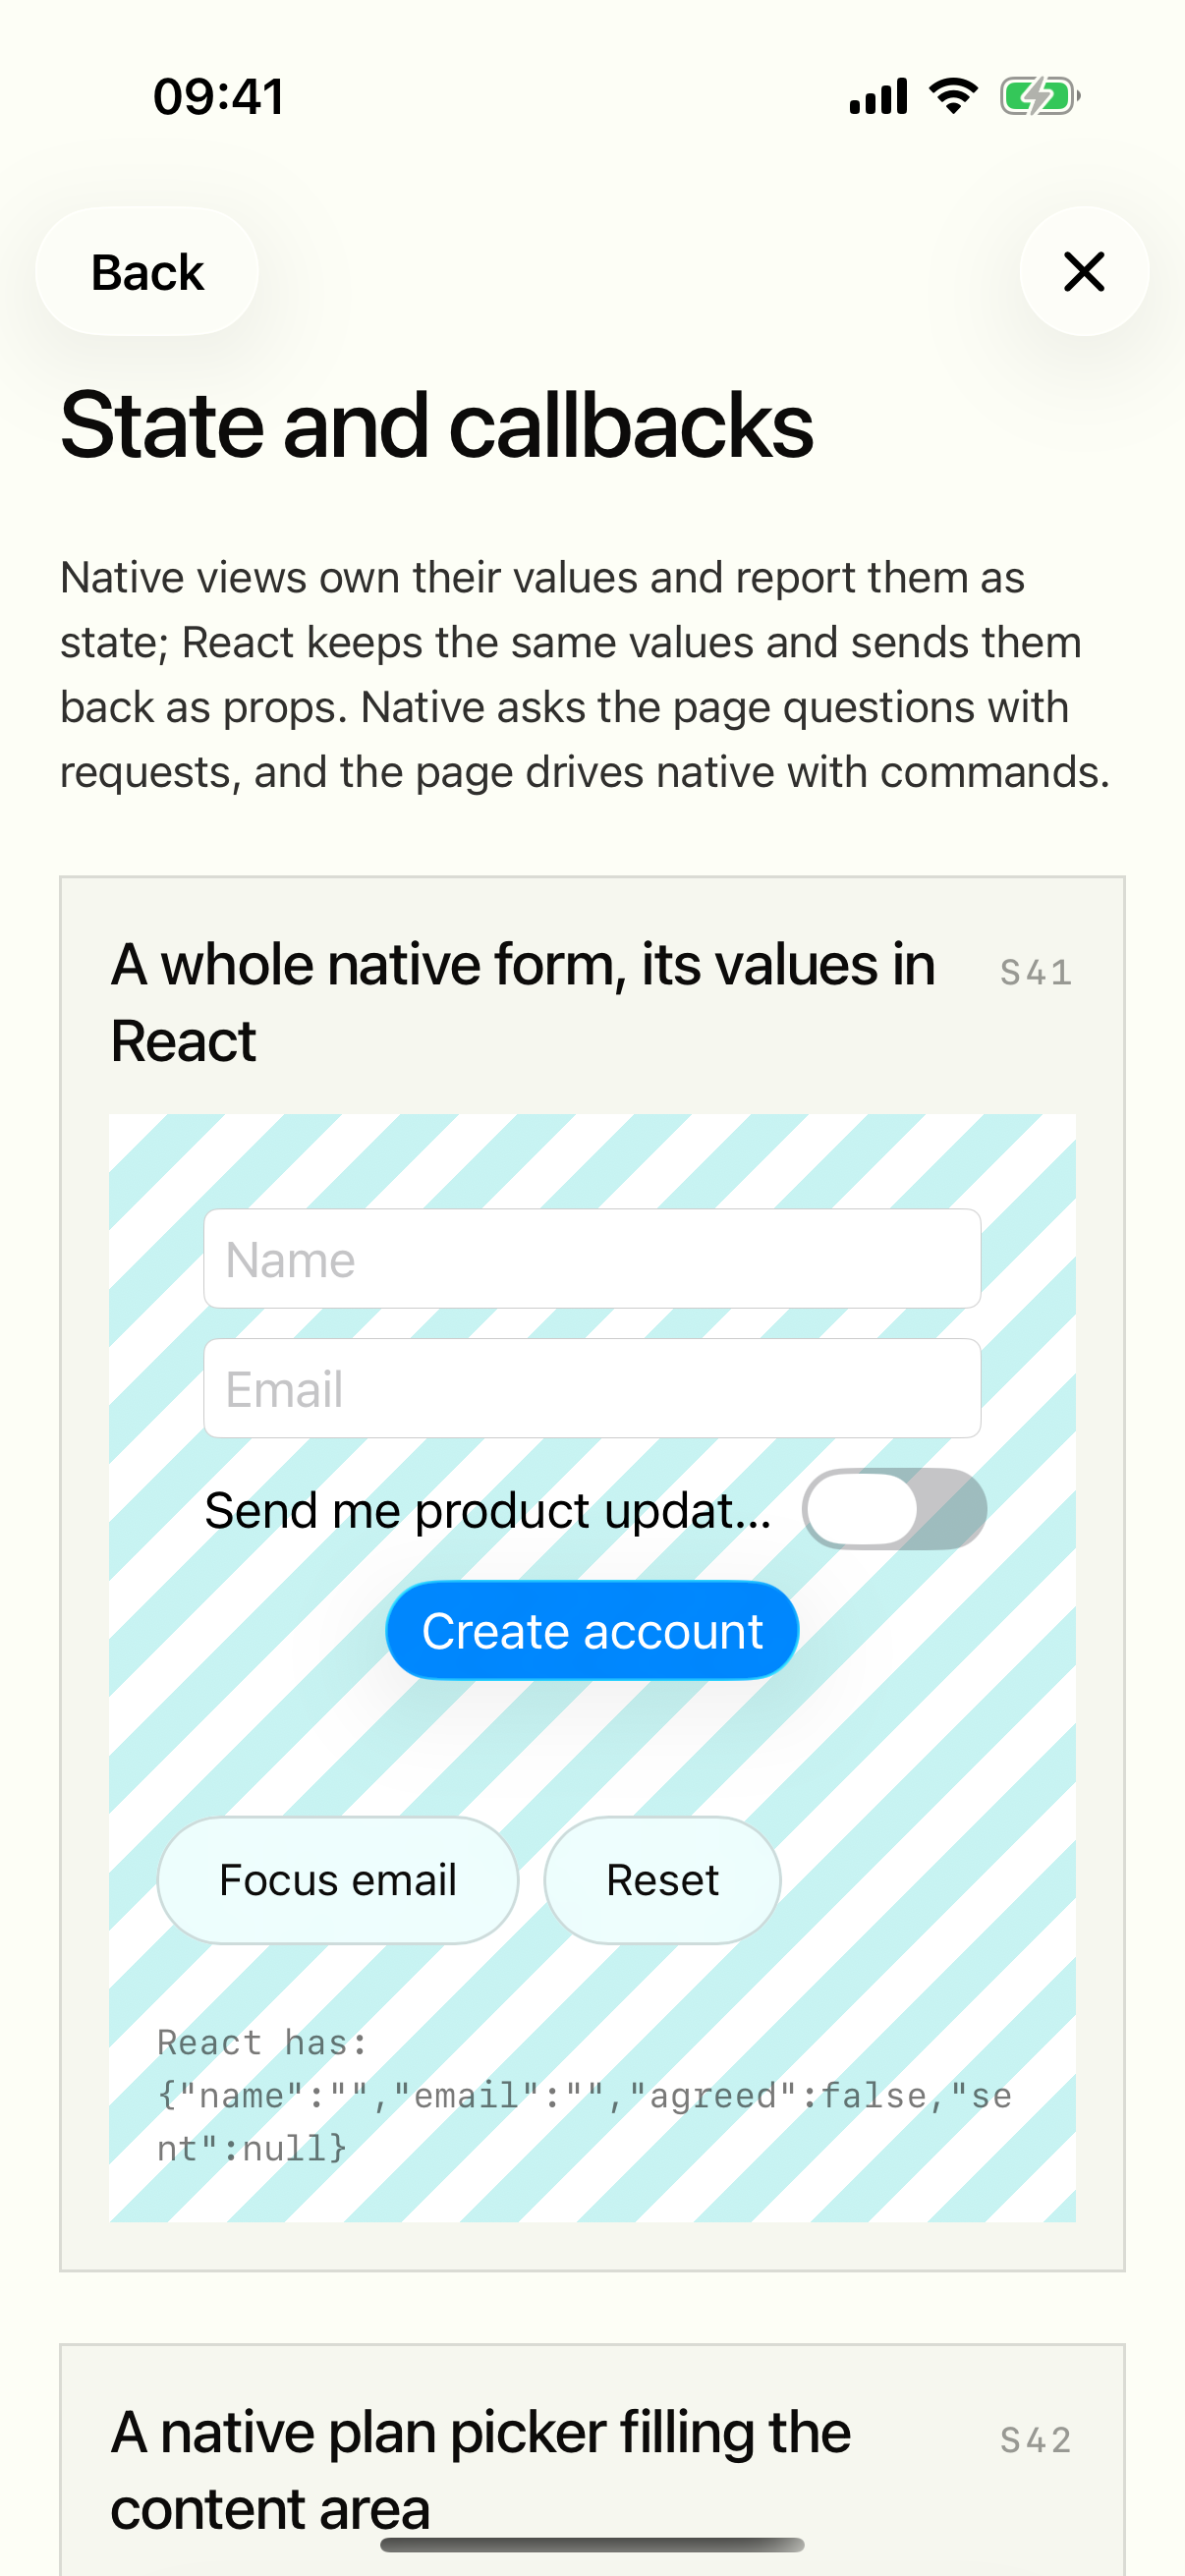 09:41
Back
State and callbacks
Native views own their values and report them as
state; React keeps the same values and sends them
back as props. Native asks the page questions with
requests, and the page drives native with commands.
A whole native form, its values in
React
S41
Name
Email
Send me product updat...
Create account
Focus email
Reset
React has:
{"name":"","email":"","agreed":false,"se
nt":null}
A native plan picker filling the
content area
S42